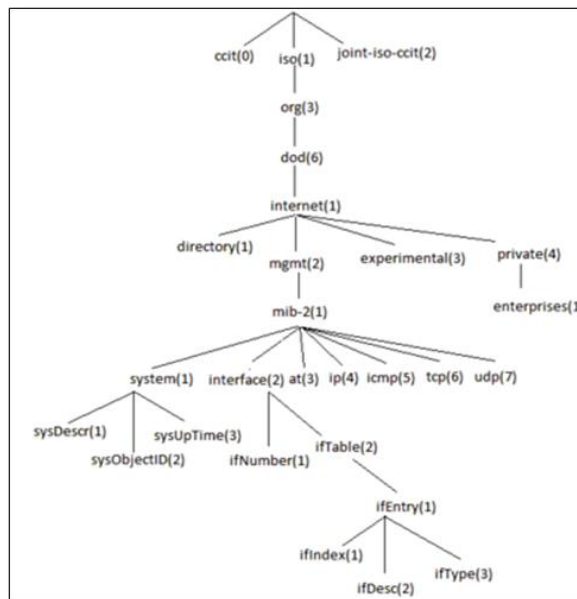 ccit(0) iso(1) joint-iso-ccit(2)
org(3)
dod(6)
internet(1)
directory(1) mgmt(2) experimental(3) private(4)
mib-2(1) enterprises(1
system(1) interface(2) at(3) ip(4) icmp(5) tcp(6) udp(7)
sysDescr(1) sysObjectID(2) sysUpTime(3) ifNumber(1) ifTable(2)
ifEntry(1)
ifIndex(1) ifDesc(2) ifType(3)